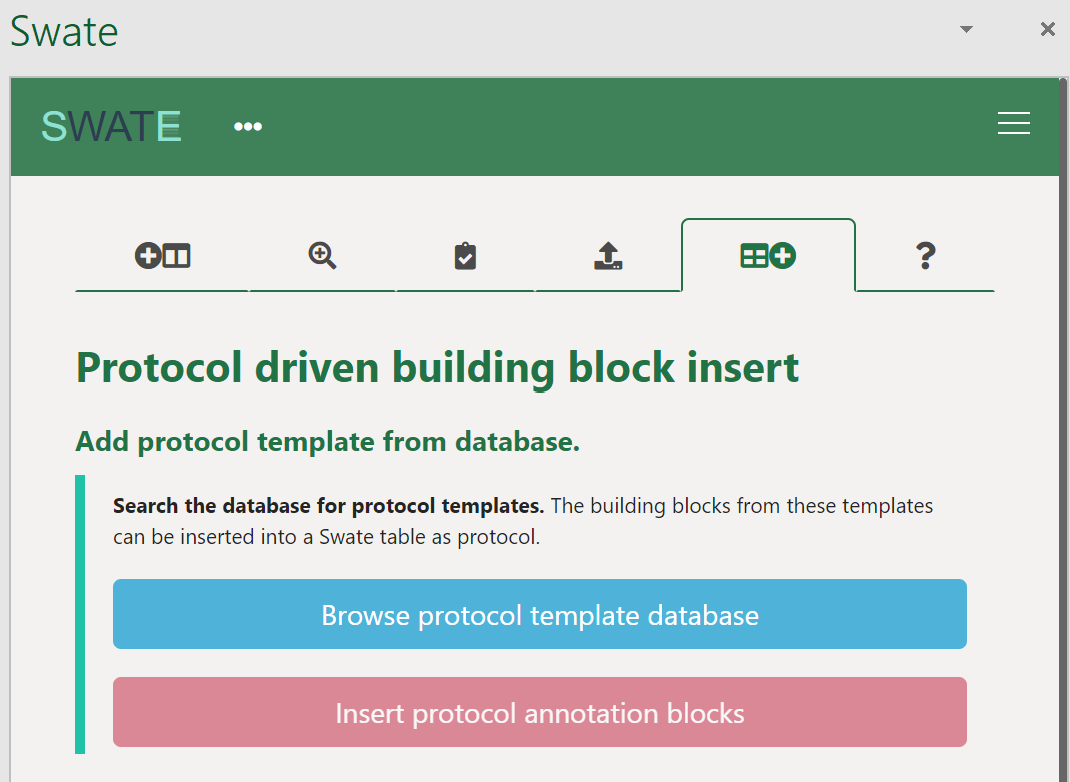 Swate
SWATE
Protocol driven building block insert
Add protocol template from database.
Search the database for protocol templates. The building blocks from these templates
can be inserted into a Swate table as protocol.
Browse protocol template database
Insert protocol annotation blocks